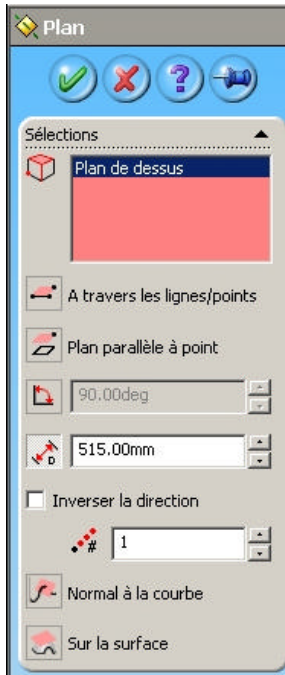 Plan
?
Sélections
Plan de dessus
A travers les lignes/points
Plan parallèle à point
90.00deg
D
515.00mm
Inverser la direction
# 1
Normal à la courbe
Sur la surface